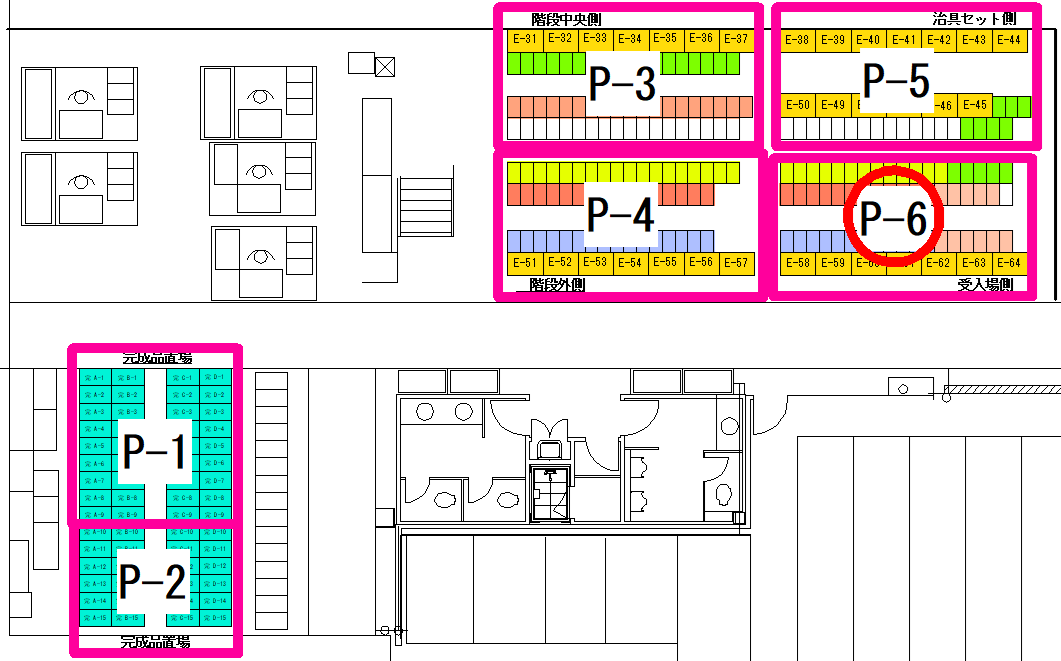 階段中央側
治具セット側
E-31 E-32 E-33 E-34 E-35 E-36 E-37
E-38 E-39 E-40 E-41 E-42 E-43 E-44
P-3
P-5
E-50 E-49 -46 E-45
P-4
P-6
E-51 E-52 E-53 E-54 E-55 E-56 E-57
E-58 E-59 E-62 E-63 E-64
階段外側
受入場側
完成品置場
完 A-1 完 B-1 完 C-1 完 D-1
完 A-2 完 B-2 完 C-2 完 D-2
完 A-3 完 B-3 完 C-3 完 D-3
完 A-4 完 D-4
完 A-5 完 D-5
P-1
完 A-6 完 D-6
完 A-7 完 D-7
完 A-8 完 B-8 完 C-8 完 D-8
完 A-9 完 B-9 完 C-9 完 D-9
完 A-10 完 B-10 完 C-10 完 D-10
完 A-11 完 D-11
完 A-12 完 D-12
P-2
完 A-13 完 D-13
完 A-14 完 D-14
完 A-15 完 B-15 完 C-15 完 D-15
完成品置場